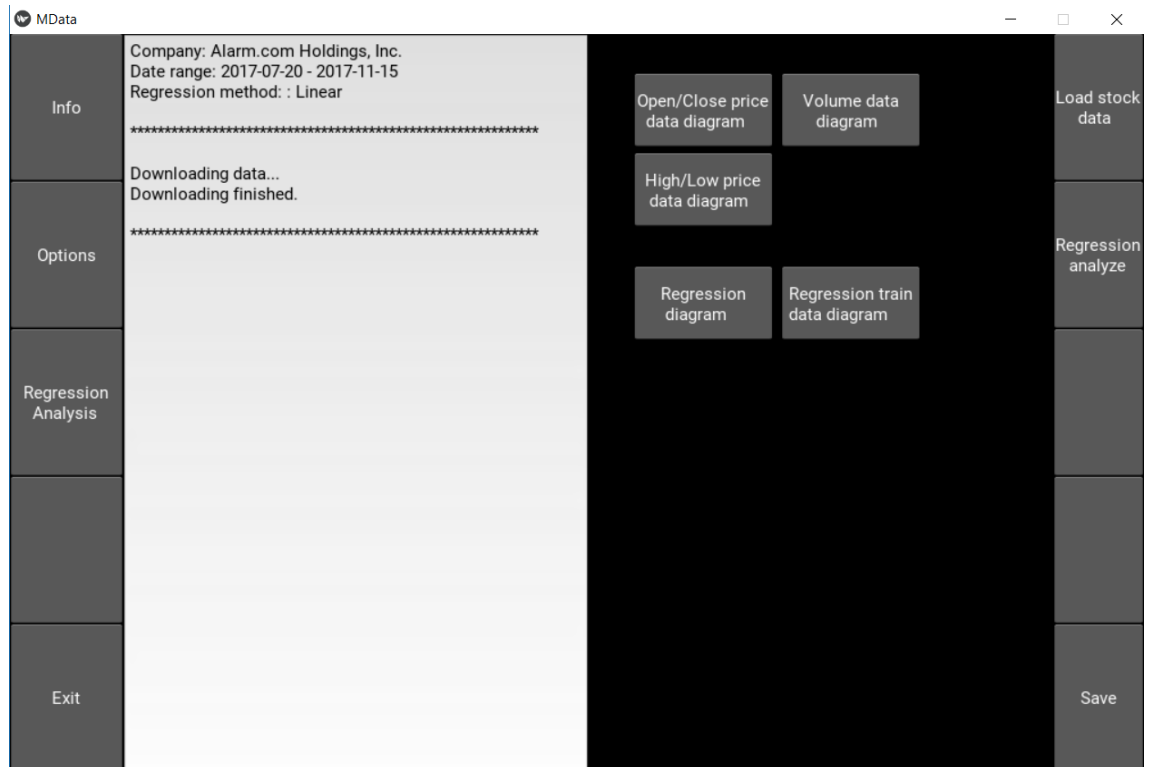 MData
Info
Options
Regression
Analysis
Exit
Company: Alarm.com Holdings, Inc.
Date range: 2017-07-20 - 2017-11-15
Regression method: : Linear
************************************************************
Downloading data...
Downloading finished.
************************************************************
Open/Close price
data diagram
Volume data
diagram
High/Low price
data diagram
Regression
diagram
Regression train
data diagram
Load stock
data
Regression
analyze
Save